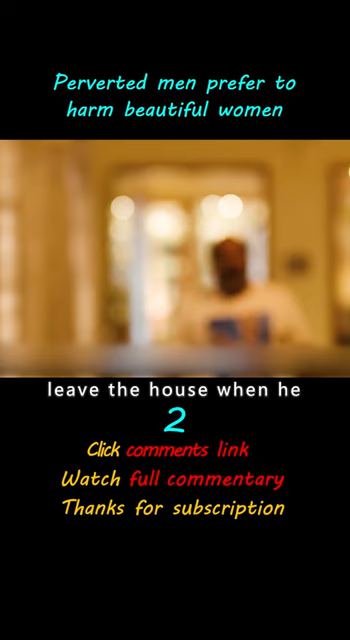 Perverted men prefer to
harm beautiful women
leave the house when he
2
Click comments link
Watch full commentary
Thanks for subscription